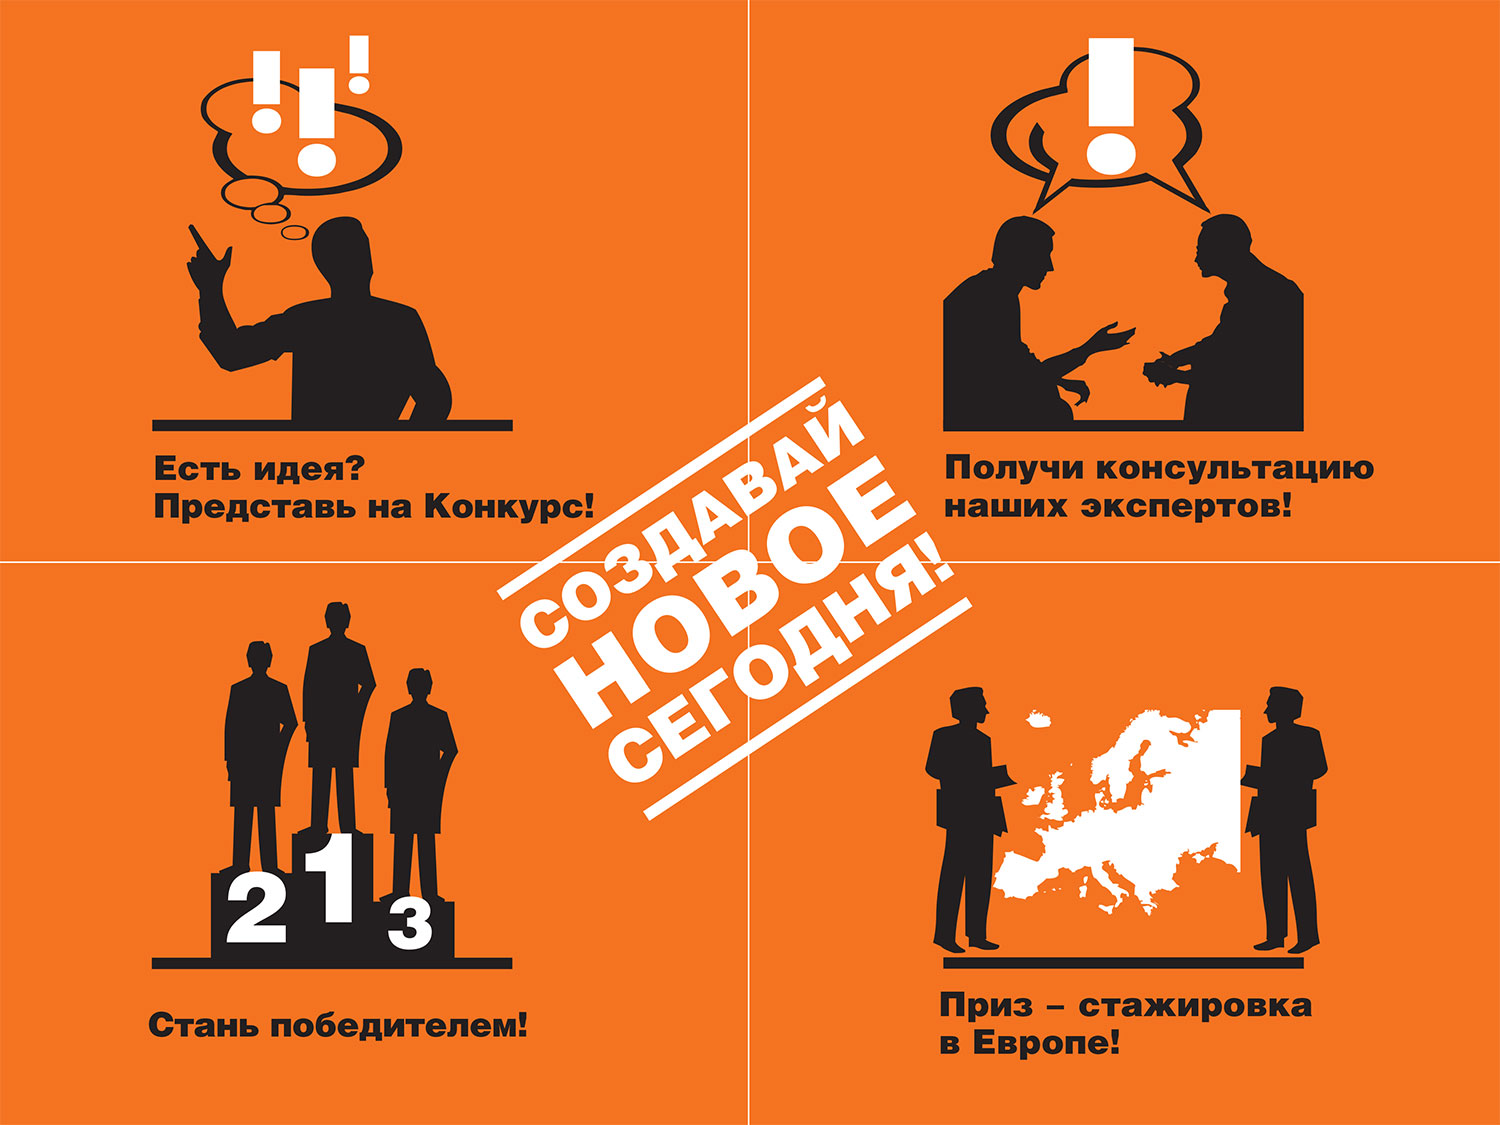 Есть идея?
Представь на Конкурс!
Получи консультацию
наших экспертов!
СОЗДАВАЙ
НОВОЕ
СЕГОДНЯ!
2
1
3
Стань победителем!
Приз – стажировка
в Европе!